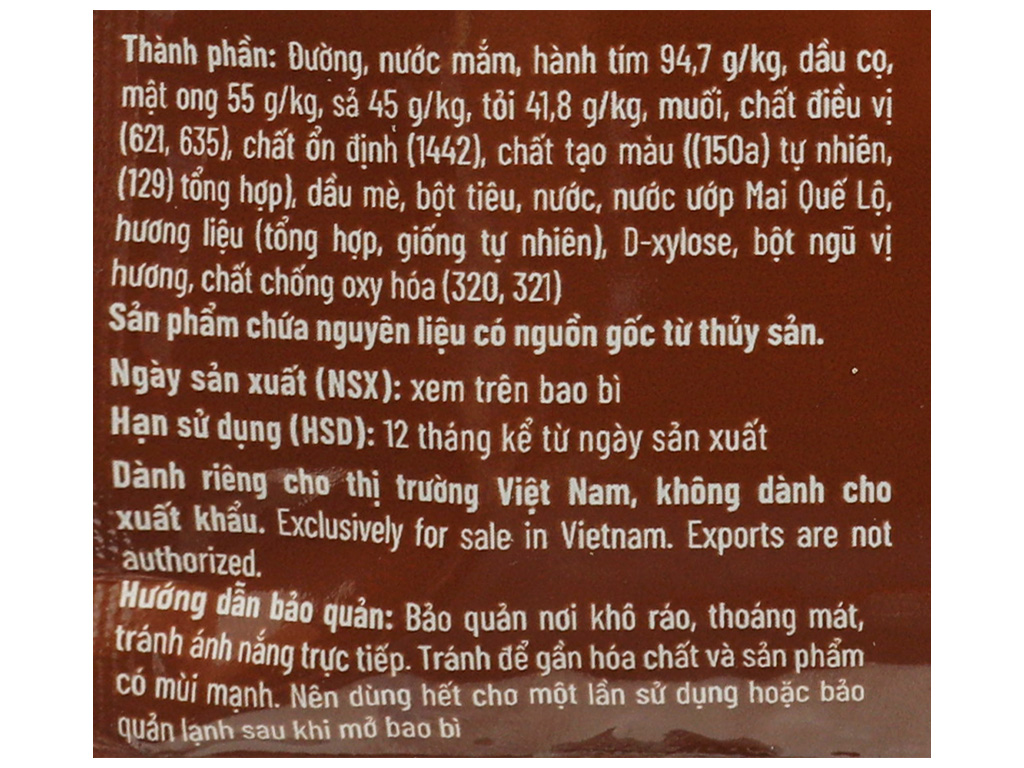 Thành phần: Đường, nước mắm, hành tím 94,7 g/kg, dầu cọ,
mật ong 55 g/kg, sả 45 g/kg, tỏi 41,8 g/kg, muối, chất điều vị
(621, 635), chất ổn định (1442), chất tạo màu ((150a) tự nhiên,
(129) tổng hợp), dầu mè, bột tiêu, nước, nước ướp Mai Quế Lộ,
hương liệu (tổng hợp, giống tự nhiên), D-xylose, bột ngũ vị
hương, chất chống oxy hóa (320, 321)
Sản phẩm chứa nguyên liệu có nguồn gốc từ thủy sản.
Ngày sản xuất (NSX): xem trên bao bì
Hạn sử dụng (HSD): 12 tháng kể từ ngày sản xuất
Dành riêng cho thị trường Việt Nam, không dành cho
xuất khẩu. Exclusively for sale in Vietnam. Exports are not
authorized.
Hướng dẫn bảo quản: Bảo quản nơi khô ráo, thoáng mát,
tránh ánh nắng trực tiếp. Tránh để gần hóa chất và sản phẩm
có mùi mạnh. Nên dùng hết cho một lần sử dụng hoặc bảo
quản lạnh sau khi mở bao bì